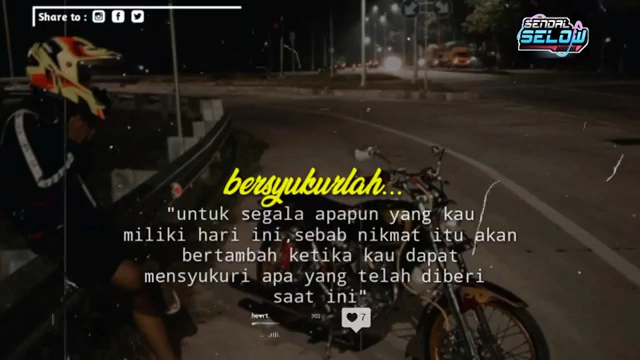 Share to :
SENDAL
SELOW
bersyukurlah...
"untuk segala apapun yang kau
miliki hari ini,sebab nikmat itu akan
bertambah ketika kau dapat
mensyukuri apa yang telah diberi
saat ini"
7